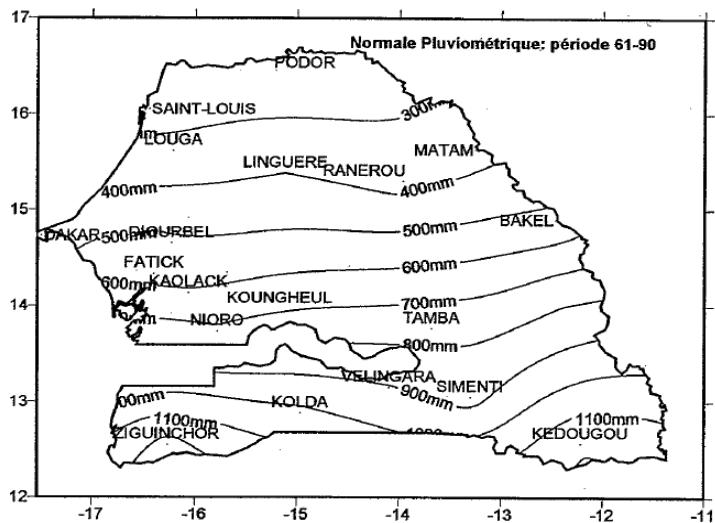 17
Normale Pluviométrique: période 61-90
PODOR
16
SAINT-LOUIS
LOUGA
LINGUERE
RANEROU
MATAM
400mm
400mm
15
DAKAR
500mm
DIOURBEL
500mm
BAKEL
FATICK
600mm
600mm
KAOLACK
KOUNGHEUL
700mm
14
NIORO
TAMBA
800mm
VELINGARA
SIMENTI
900mm
13
KOLDA
1100mm
1100mm
ZIGUINCHOR
KEDOUGOU
12
-17
-16
-15
-14
-13
-12
-11